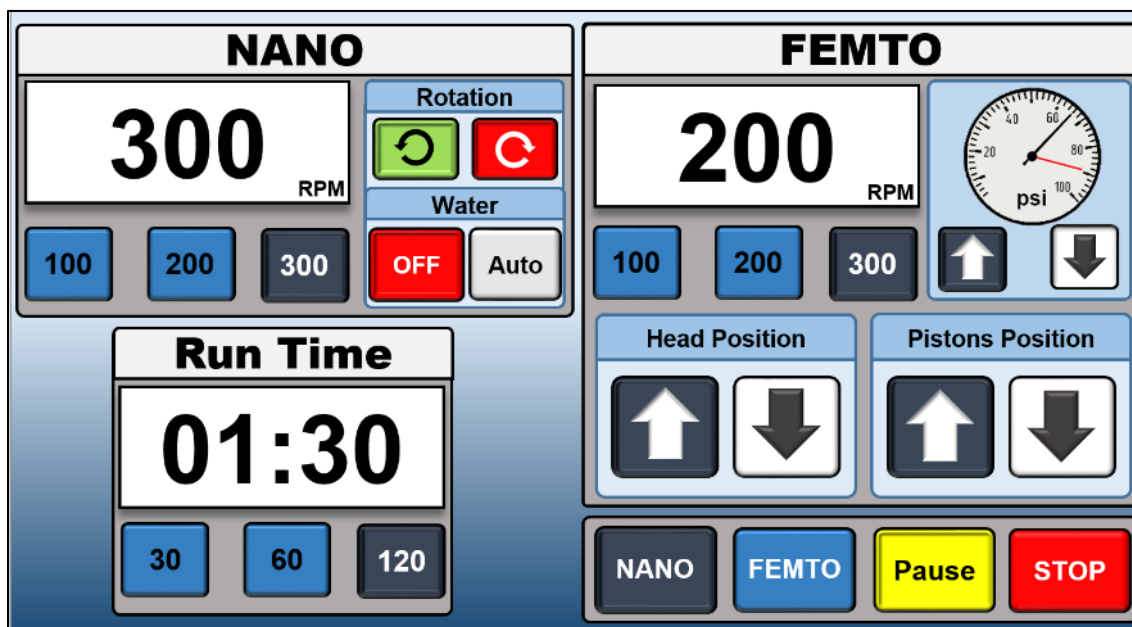 NANO
300
RPM
Rotation
Water
100 200 300 OFF Auto
FEMTO
200
RPM
20 40 60 80 100
psi
100 200 300
Head Position Pistons Position
Run Time
01:30
30 60 120
NANO FEMTO Pause STOP